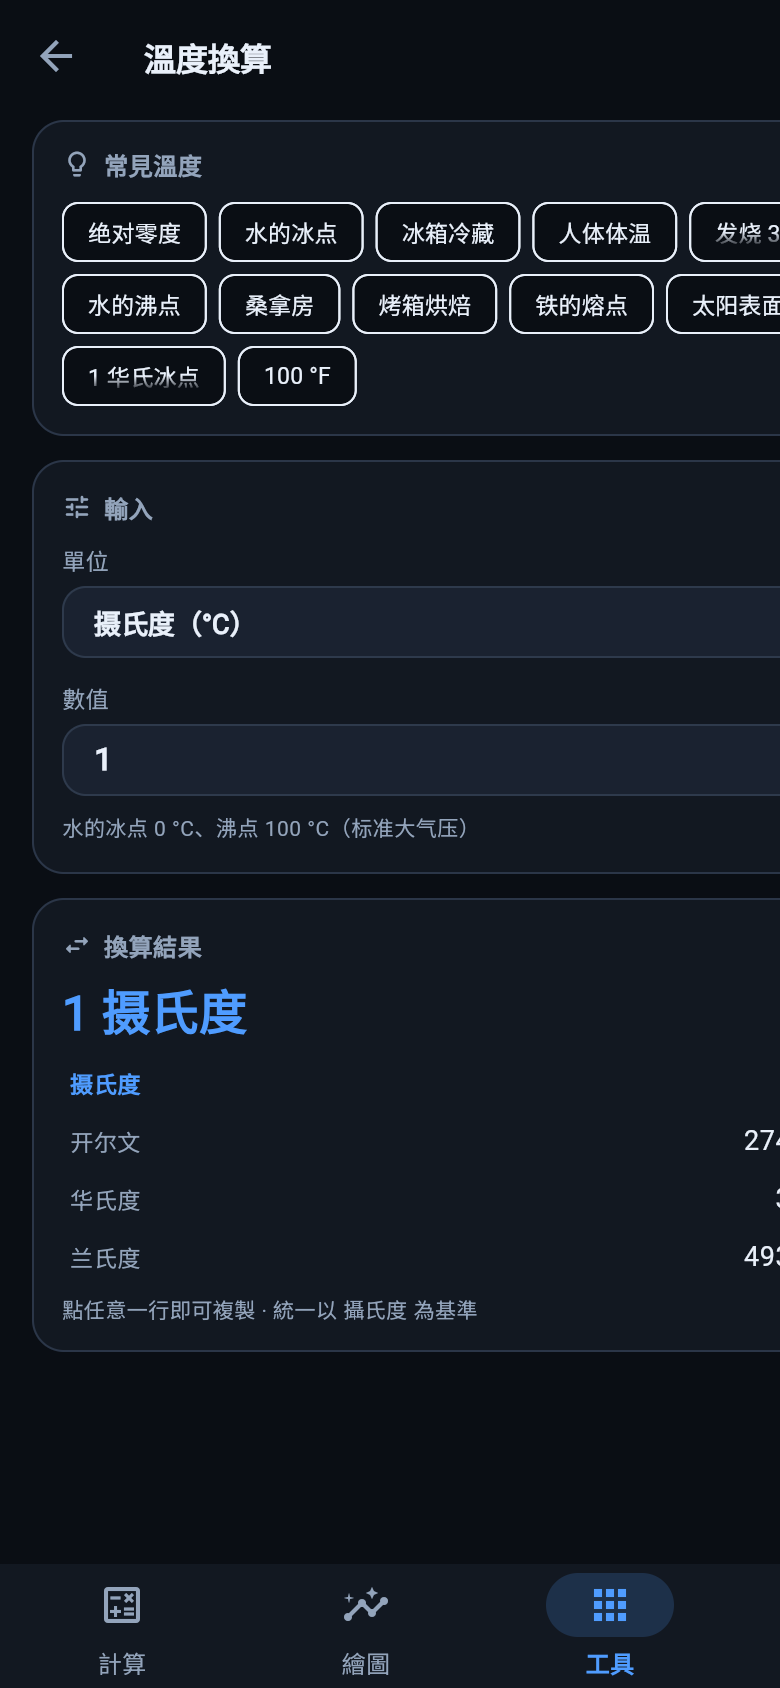 溫度換算
常見溫度
绝对零度 水的冰点 冰箱冷藏 人体体温 发烧 3
水的沸点 桑拿房 烤箱烘焙 铁的熔点 太阳表面
1 华氏冰点 100 °F
輸入
單位
摄氏度（°C）
數值
1
水的冰点 0 °C、沸点 100 °C（标准大气压）
換算結果
1 摄氏度
摄氏度
开尔文 274
华氏度 3
兰氏度 493
點任意一行即可複製 · 統一以 攝氏度 為基準
計算 繪圖 工具